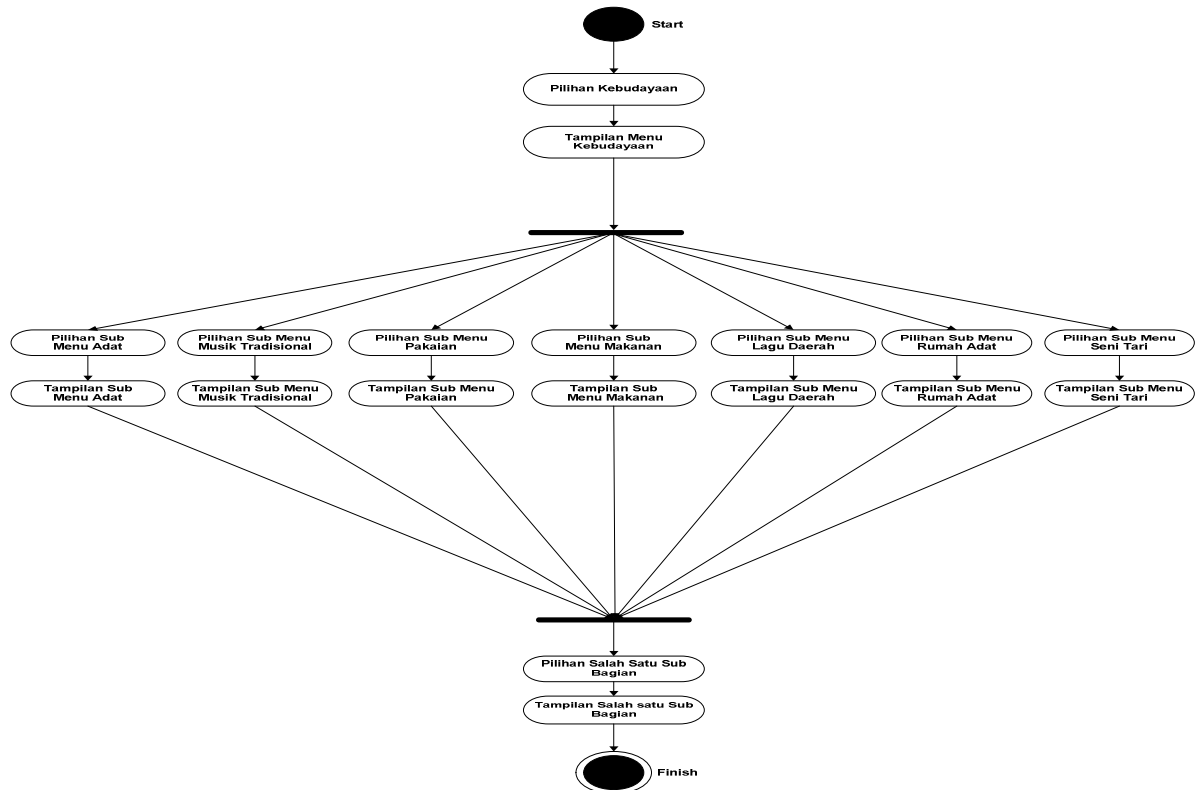 Start
Pilihan Kebudayaan
Tampilan Menu
Kebudayaan
Pilihan Sub
Menu Adat
Pilihan Sub Menu
Musik Tradisional
Pilihan Sub Menu
Pakaian
Pilihan Sub
Menu Makanan
Pilihan Sub Menu
Lagu Daerah
Pilihan Sub Menu
Rumah Adat
Pilihan Sub Menu
Seni Tari
Tampilan Sub
Menu Adat
Tampilan Sub Menu
Musik Tradisional
Tampilan Sub Menu
Pakaian
Tampilan Sub
Menu Makanan
Tampilan Sub Menu
Lagu Daerah
Tampilan Sub Menu
Rumah Adat
Tampilan Sub Menu
Seni Tari
Pilihan Salah Satu Sub
Bagian
Tampilan Salah satu Sub
Bagian
Finish